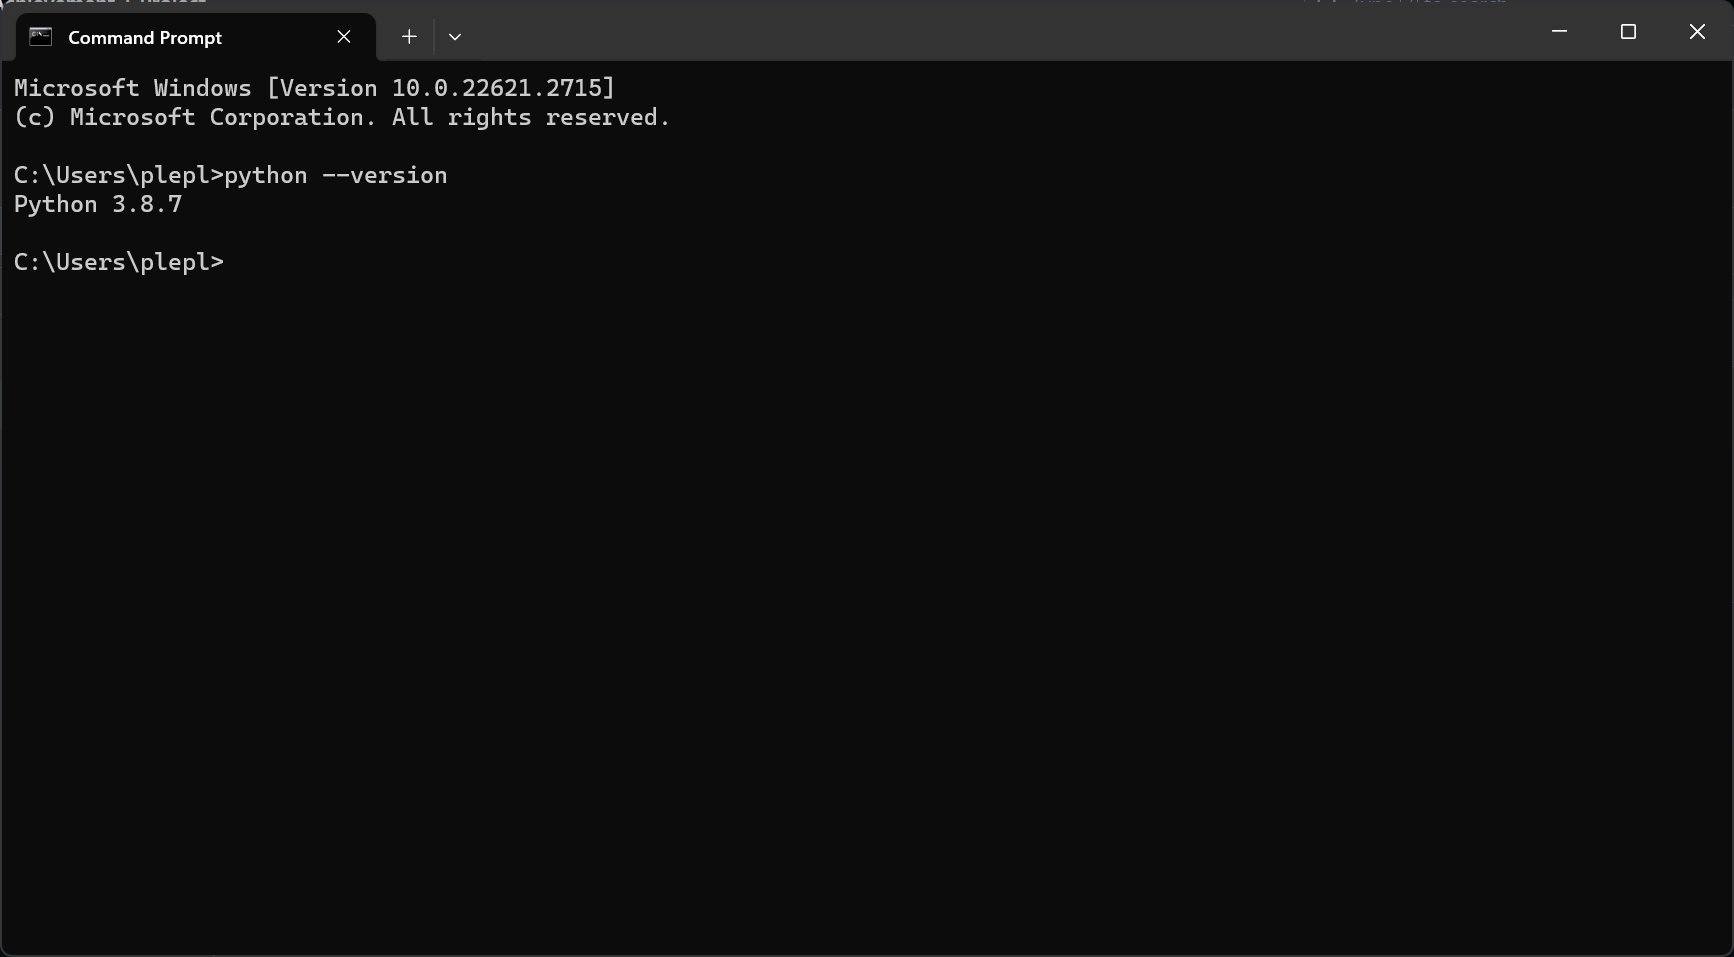 Command Prompt
Microsoft Windows [Version 10.0.22621.2715]
(c) Microsoft Corporation. All rights reserved.
C:\Users\plepl>python --version
Python 3.8.7
C:\Users\plepl>